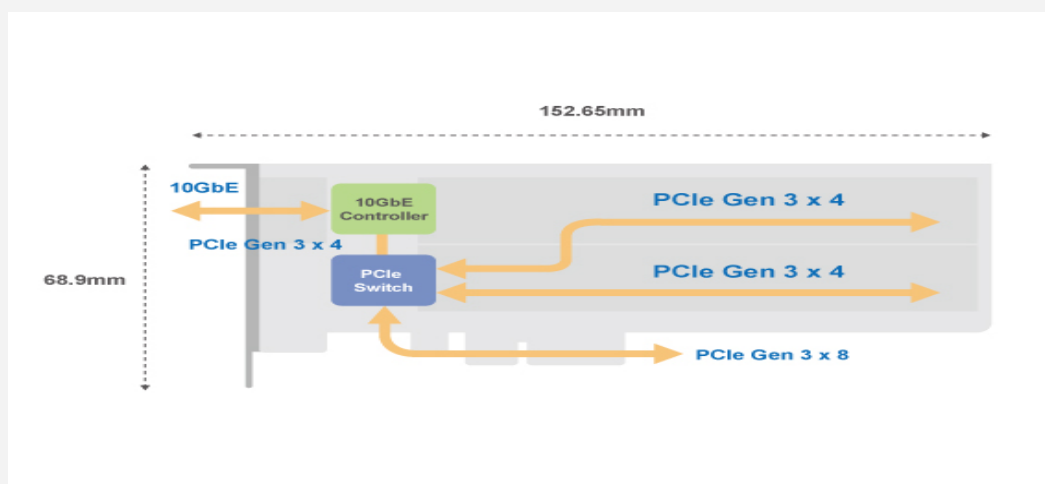 152.65mm
10GbE
10GbE
Controller
PCIe Gen 3 x 4
PCIe Gen 3 x 4
68.9mm
PCIe
Switch
PCIe Gen 3 x 4
PCIe Gen 3 x 8